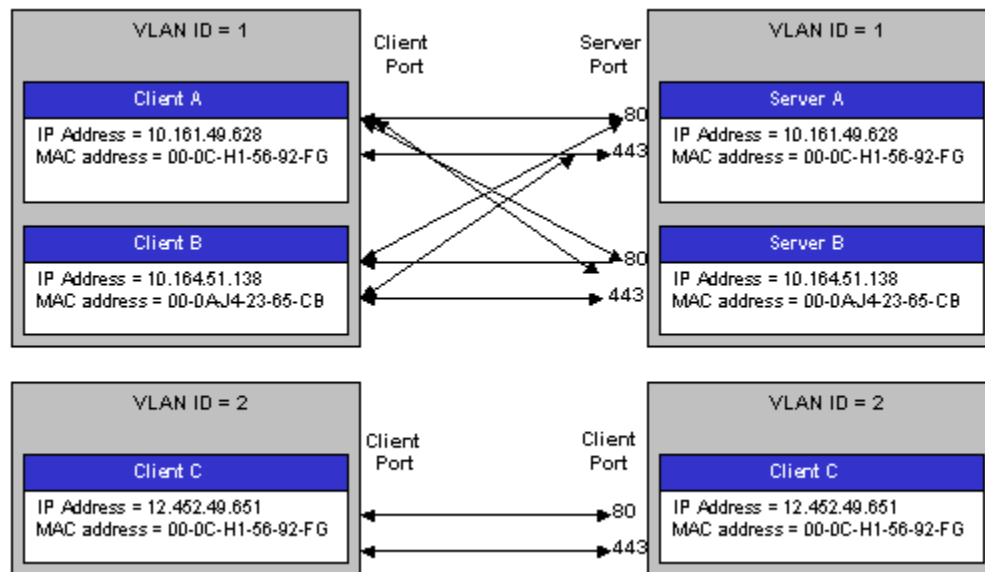 VLAN ID = 1
Client Port
Server Port
VLAN ID = 1
Client A
IP Address = 10.161.49.628
MAC address = 00-0C-H1-56-92-FG
80
443
Server A
IP Address = 10.161.49.628
MAC address = 00-0C-H1-56-92-FG
Client B
IP Address = 10.164.51.138
MAC address = 00-0AJ4-23-65-CB
80
443
Server B
IP Address = 10.164.51.138
MAC address = 00-0AJ4-23-65-CB
VLAN ID = 2
Client Port
Client Port
VLAN ID = 2
Client C
IP Address = 12.452.49.651
MAC address = 00-0C-H1-56-92-FG
80
443
Client C
IP Address = 12.452.49.651
MAC address = 00-0C-H1-56-92-FG